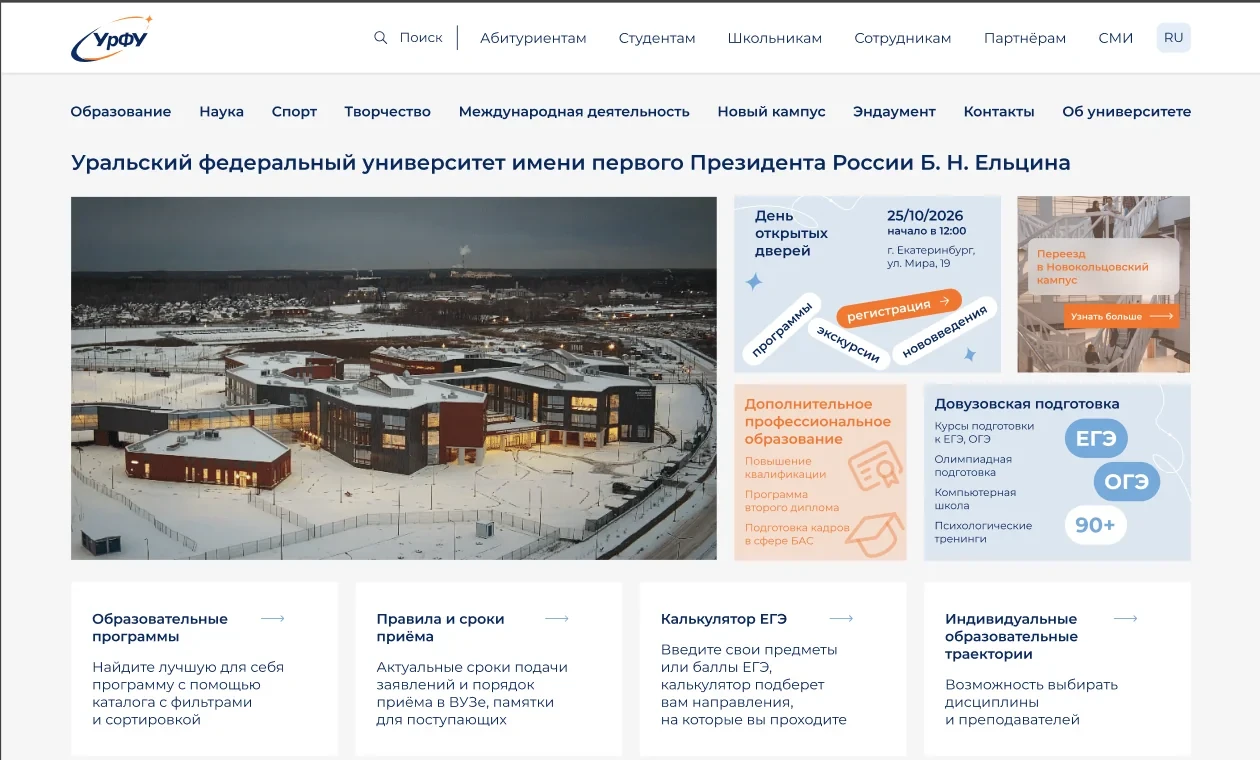 УрФУ
Поиск
Абитуриентам
Студентам
Школьникам
Сотрудникам
Партнёрам
СМИ
RU
Образование
Наука
Спорт
Творчество
Международная деятельность
Новый кампус
Эндаумент
Контакты
Об университете
Уральский федеральный университет имени первого Президента России Б. Н. Ельцина
День
открытых
дверей
25/10/2026
начало в 12:00
г. Екатеринбург,
ул. Мира, 19
программы
регистрация →
экскурсии
нововведения
Переезд
в Новокольцовский
кампус
Узнать больше
Дополнительное
профессиональное
образование
Повышение
квалификации
Программа
второго диплома
Подготовка кадров
в сфере БАС
Довузовская подготовка
Курсы подготовки
к ЕГЭ, ОГЭ
Олимпиадная
подготовка
Компьютерная
школа
Психологические
тренинги
ЕГЭ
ОГЭ
90+
Образовательные
программы
Найдите лучшую для себя
программу с помощью
каталога с фильтрами
и сортировкой
Правила и сроки
приёма
Актуальные сроки подачи
заявлений и порядок
приёма в ВУЗе, памятки
для поступающих
Калькулятор ЕГЭ
Введите свои предметы
или баллы ЕГЭ,
калькулятор подберет
вам направления,
на которые вы проходите
Индивидуальные
образовательные
траектории
Возможность выбирать
дисциплины
и преподавателей